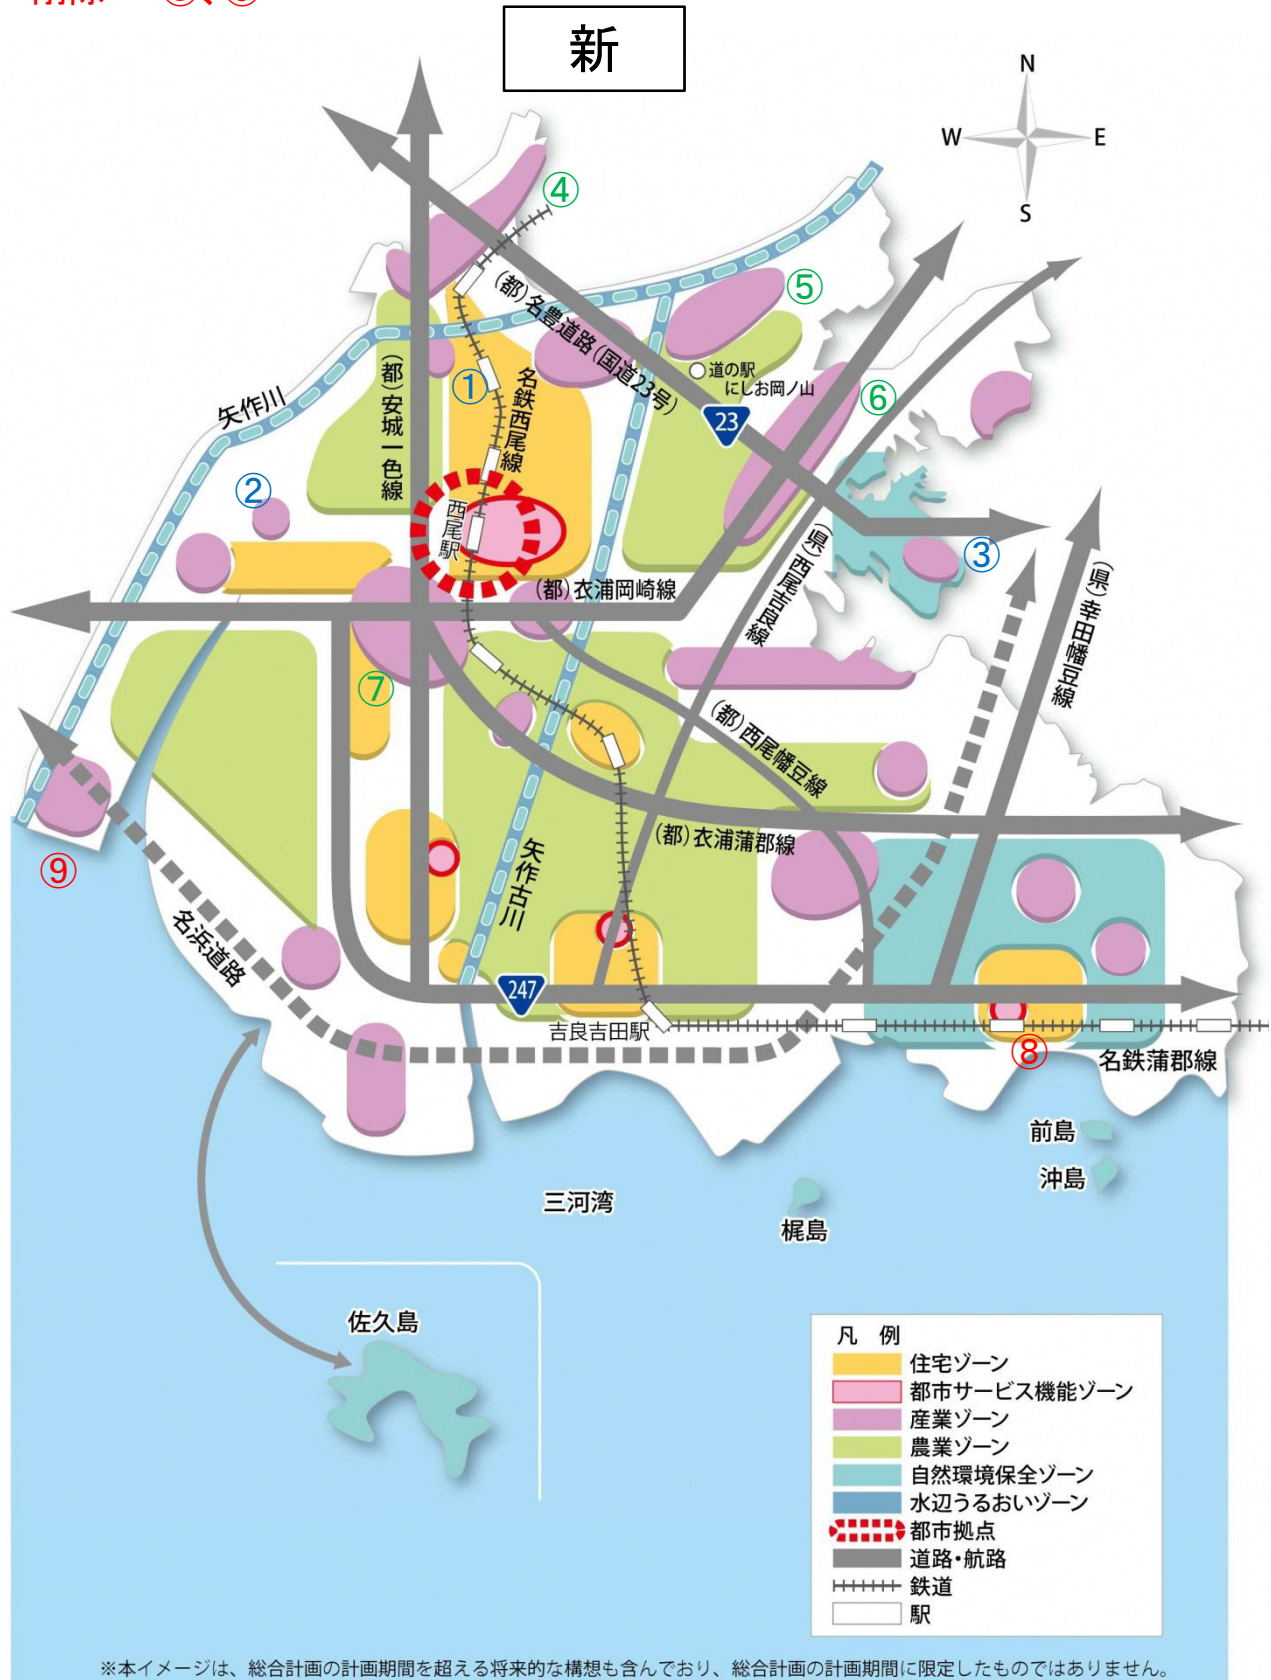 新
N
W
E
S
④
⑤
(都)名豊道路(国道23号)
道の駅
にしお岡ノ山
①
⑥
名鉄西尾線
(都)安城一色線
矢作川
23
②
西尾駅
③
(都)衣浦岡崎線
(県)西尾吉良線
(県)幸田幡豆線
⑦
(都)西尾幡豆線
(都)衣浦蒲郡線
⑨
矢作古川
名浜道路
247
吉良吉田駅
⑧
名鉄蒲郡線
前島
沖島
三河湾
梶島
佐久島
凡 例
住宅ゾーン
都市サービス機能ゾーン
産業ゾーン
農業ゾーン
自然環境保全ゾーン
水辺うるおいゾーン
都市拠点
道路・航路
鉄道
駅
※本イメージは、総合計画の計画期間を超える将来的な構想も含んでおり、総合計画の計画期間に限定したものではありません。